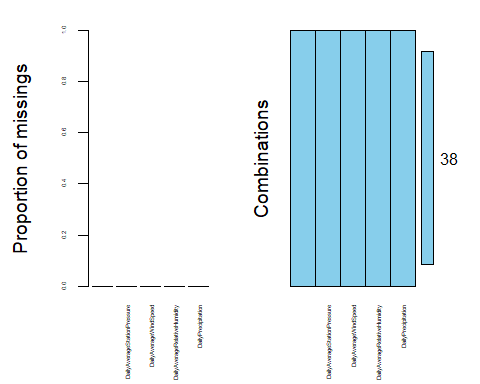 Proportion of missings
1.0
0.8
0.6
0.4
0.2
0.0
DailyAverageStationPressure
DailyAverageWindSpeed
DailyAverageRelativeHumidity
DailyPrecipitation
Combinations
38
DailyAverageStationPressure
DailyAverageWindSpeed
DailyAverageRelativeHumidity
DailyPrecipitation